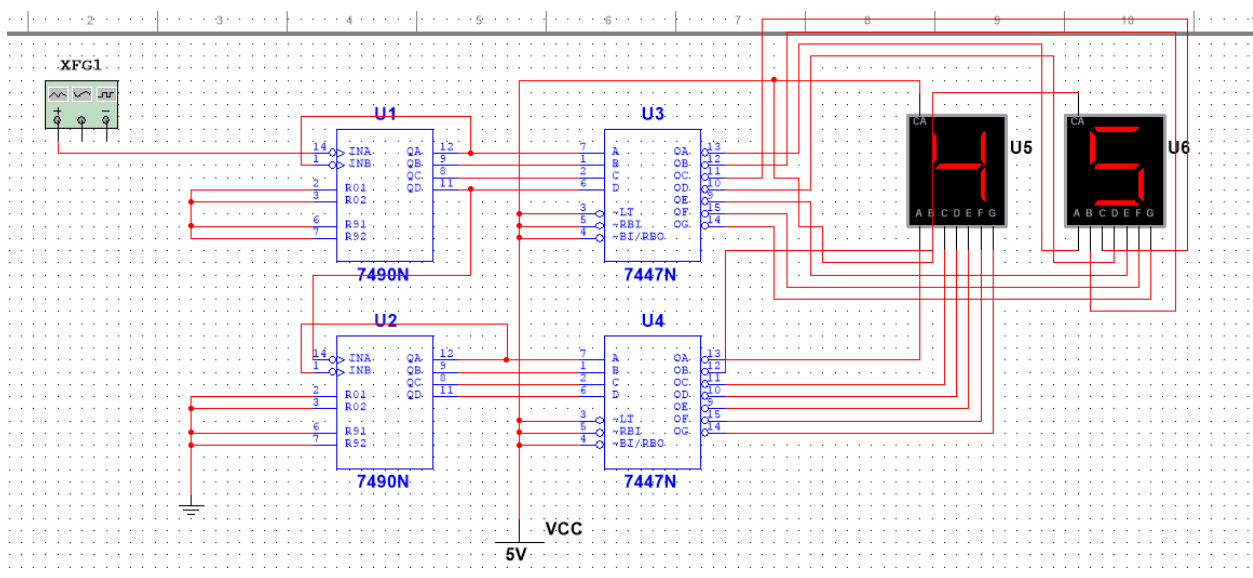 2 3 4 5 6 7 8 9 10
XFG1
+ −
U1
14 INA QA 12
1 INB QB 9
QC 8
QD 11
2 R01
3 R02
6 R91
7 R92
7490N
U3
7 A OA 13
1 B OB 12
2 C OC 11
6 D OD 10
OE 9
3 ~LT OF 15
5 ~RBI OG 14
4 ~BI/RBO
7447N
CA
A B C D E F G
U5
CA
A B C D E F G
U6
U2
14 INA QA 12
1 INB QB 9
QC 8
QD 11
2 R01
3 R02
6 R91
7 R92
7490N
U4
7 A OA 13
1 B OB 12
2 C OC 11
6 D OD 10
OE 9
3 ~LT OF 15
5 ~RBI OG 14
4 ~BI/RBO
7447N
VCC
5V
45